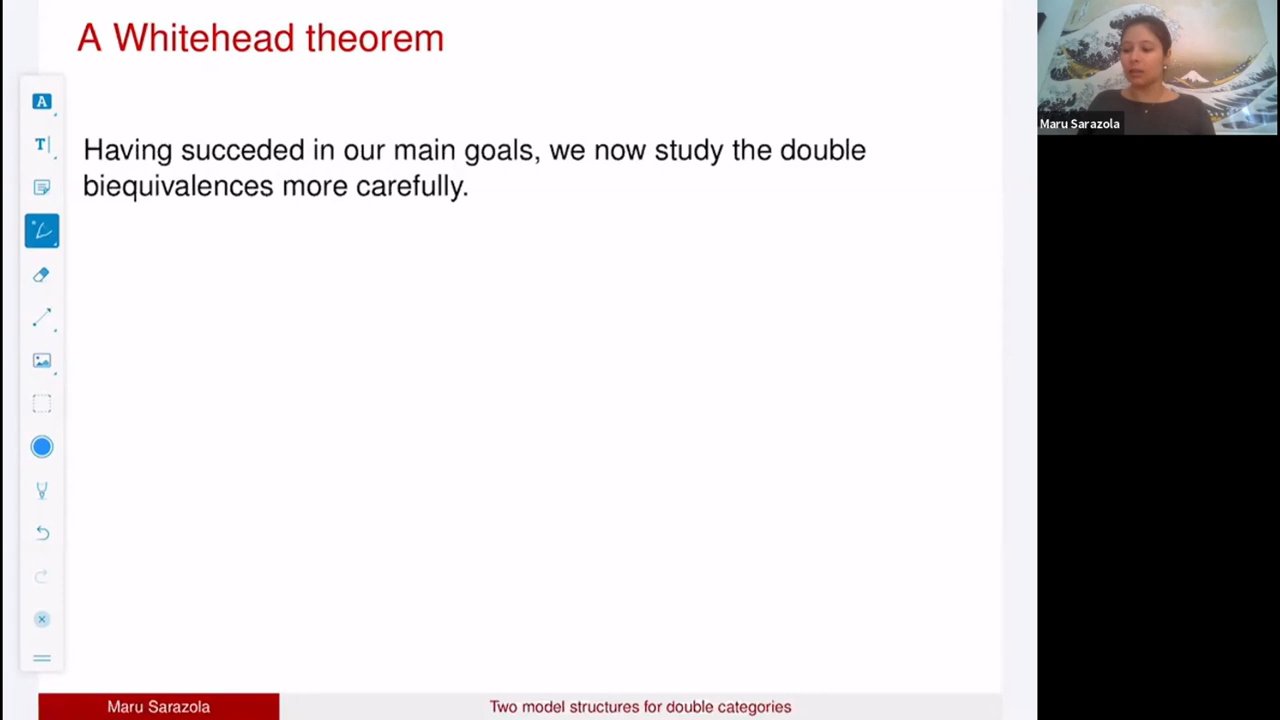 A Whitehead theorem
Having succeded in our main goals, we now study the double
biequivalences more carefully.
A
T
Maru Sarazola
Maru Sarazola
Two model structures for double categories